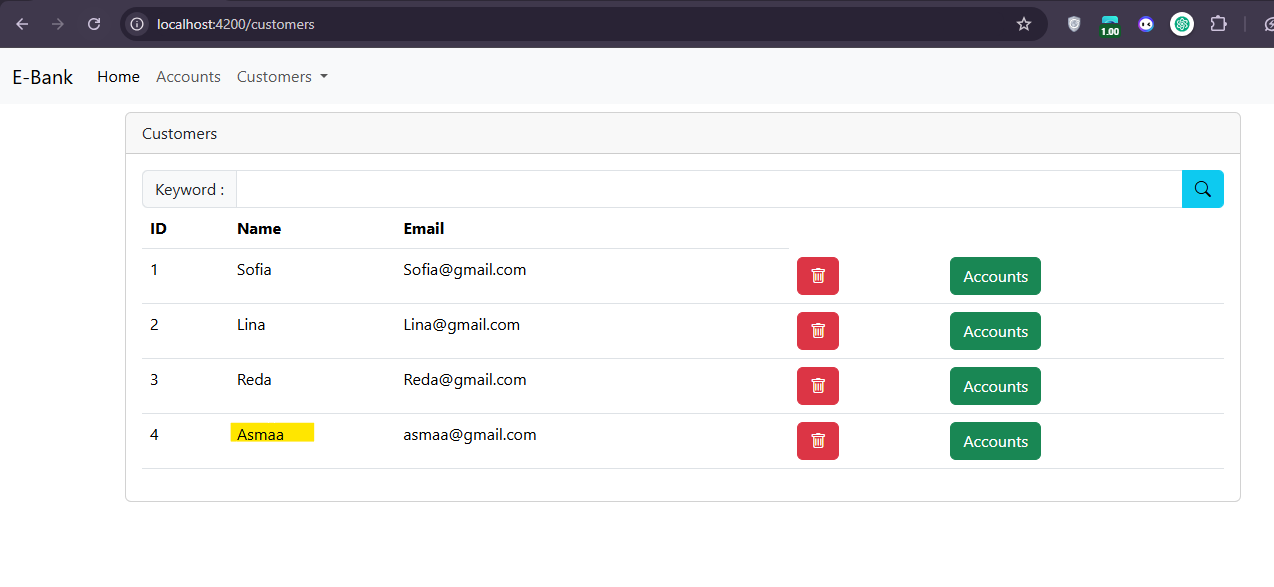 localhost:4200/customers
1.00
E-Bank Home Accounts Customers
Customers
Keyword :
ID Name Email
1 Sofia Sofia@gmail.com Accounts
2 Lina Lina@gmail.com Accounts
3 Reda Reda@gmail.com Accounts
4 Asmaa asmaa@gmail.com Accounts